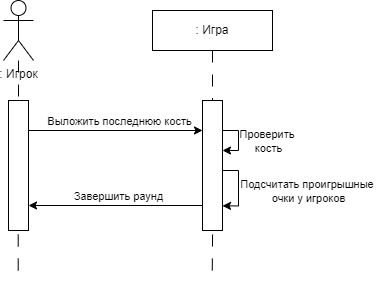 : Игра
: Игрок
Выложить последнюю кость
Проверить
кость
Подсчитать проигрышные
очки у игроков
Завершить раунд